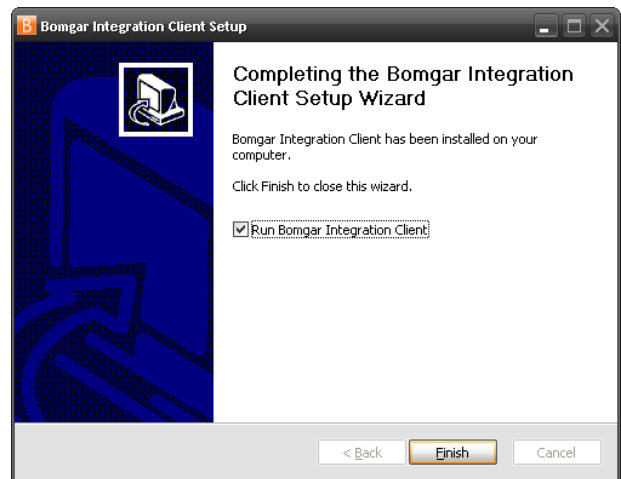 B Bomgar Integration Client Setup
Completing the Bomgar Integration
Client Setup Wizard
Bomgar Integration Client has been installed on your
computer.
Click Finish to close this wizard.
Run Bomgar Integration Client
< Back Finish Cancel